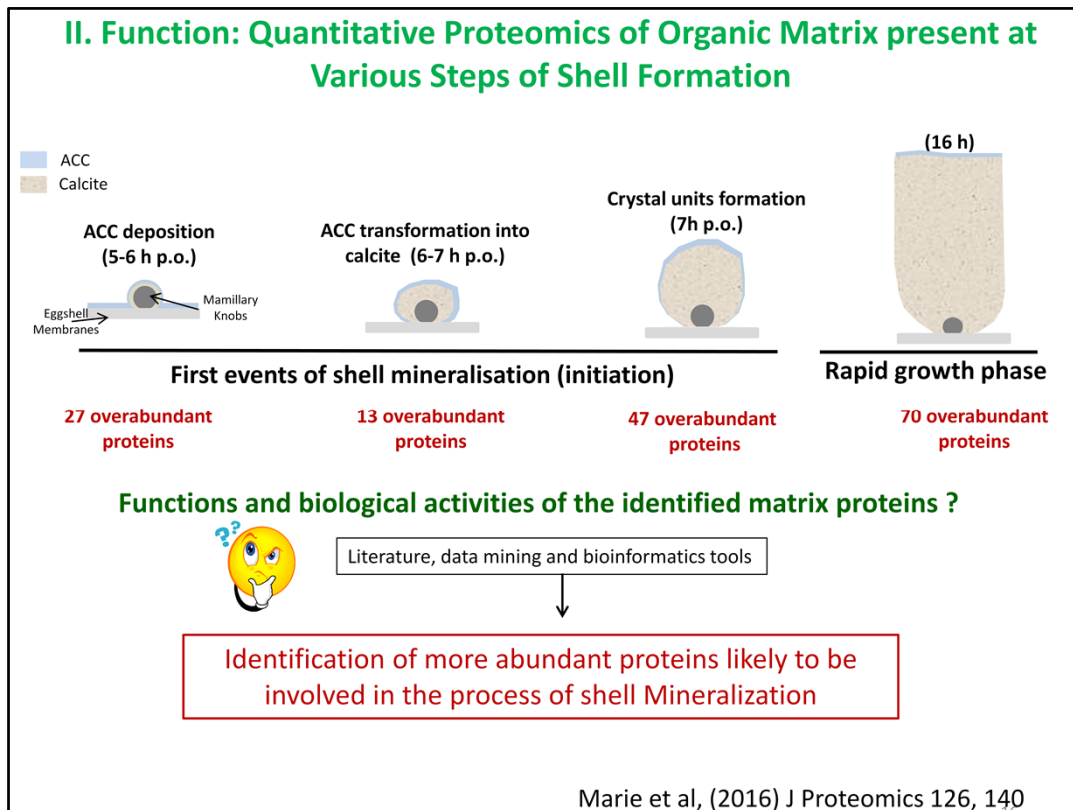 II. Function: Quantitative Proteomics of Organic Matrix present at
Various Steps of Shell Formation
ACC
Calcite
ACC deposition
(5-6 h p.o.)
ACC transformation into
calcite (6-7 h p.o.)
Crystal units formation
(7h p.o.)
(16 h)
Mamillary
Knobs
Eggshell
Membranes
First events of shell mineralisation (initiation)
Rapid growth phase
27 overabundant
proteins
13 overabundant
proteins
47 overabundant
proteins
70 overabundant
proteins
Functions and biological activities of the identified matrix proteins ?
???
Literature, data mining and bioinformatics tools
Identification of more abundant proteins likely to be
involved in the process of shell Mineralization
Marie et al, (2016) J Proteomics 126, 140